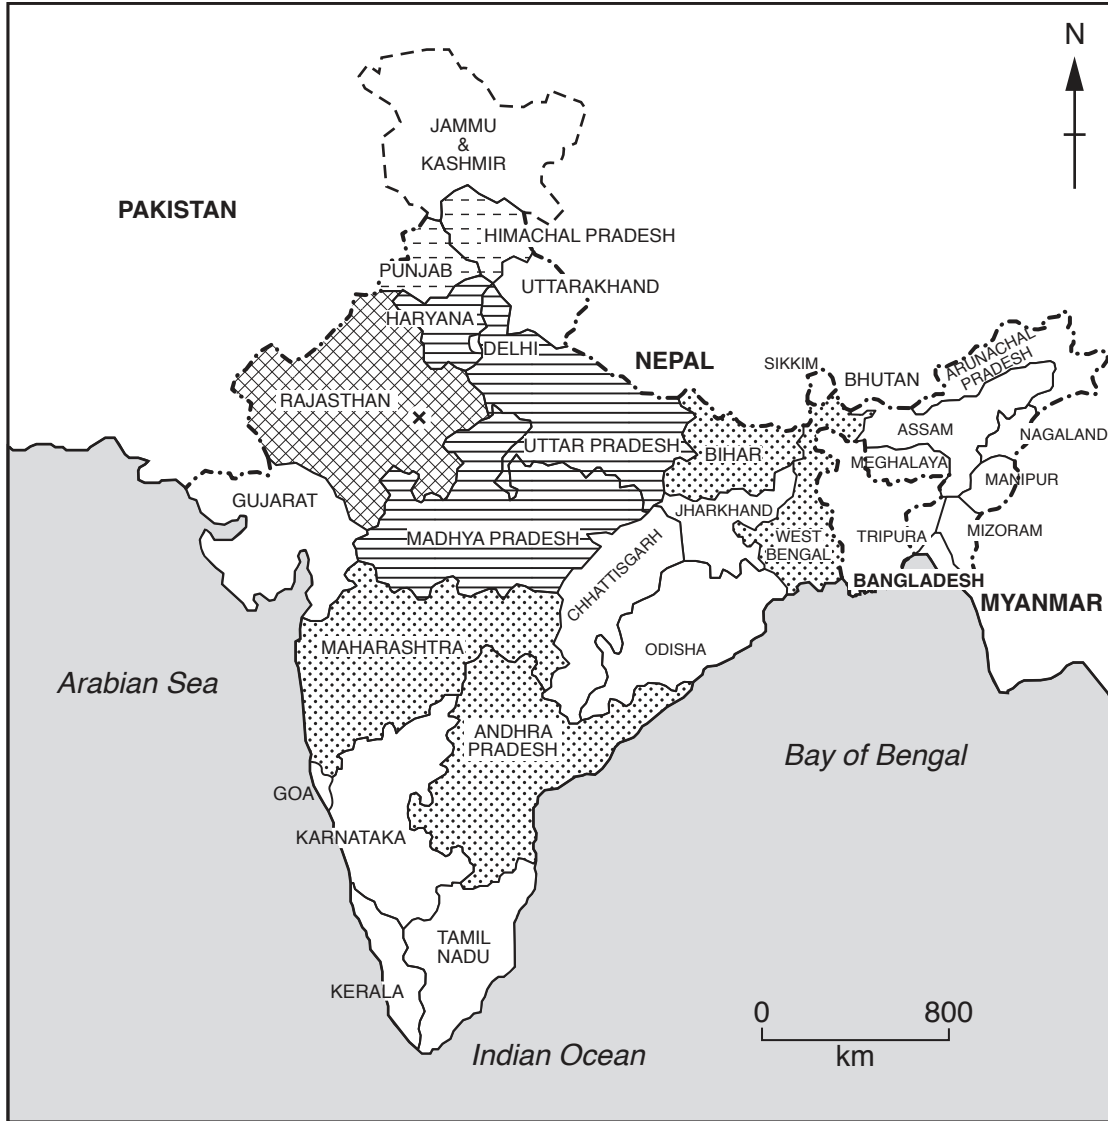 N
JAMMU
&
KASHMIR
PAKISTAN
HIMACHAL PRADESH
PUNJAB
UTTARAKHAND
HARYANA
DELHI
NEPAL
SIKKIM
BHUTAN
ARUNACHAL
PRADESH
RAJASTHAN
UTTAR PRADESH
BIHAR
ASSAM
NAGALAND
MEGHALAYA
MANIPUR
GUJARAT
JHARKHAND
MADHYA PRADESH
WEST
BENGAL
TRIPURA
MIZORAM
BANGLADESH
MYANMAR
CHHATTISGARH
MAHARASHTRA
ODISHA
Arabian Sea
ANDHRA
PRADESH
Bay of Bengal
GOA
KARNATAKA
TAMIL
NADU
KERALA
0 800
km
Indian Ocean